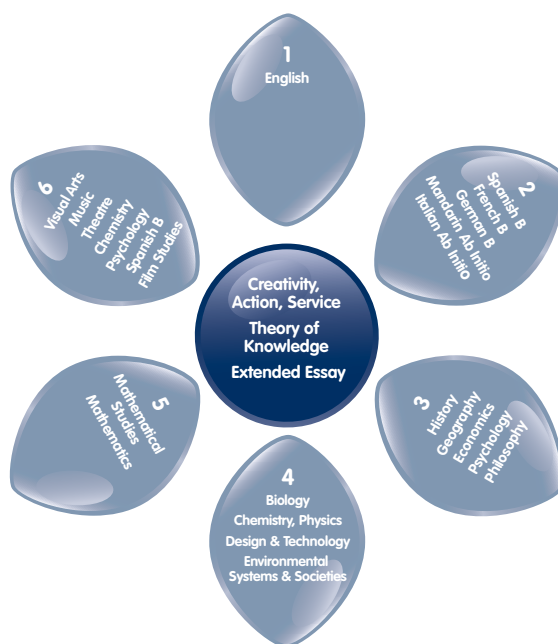 1
English
2
Spanish B
French B
German B
Mandarin Ab Initio
Italian Ab Initio
3
History
Geography
Economics
Psychology
Philosophy
4
Biology
Chemistry, Physics
Design & Technology
Environmental
Systems & Societies
5
Mathematical
Studies
Mathematics
6
Visual Arts
Music
Theatre
Chemistry
Psychology
Spanish B
Film Studies
Creativity,
Action, Service
Theory of
Knowledge
Extended Essay